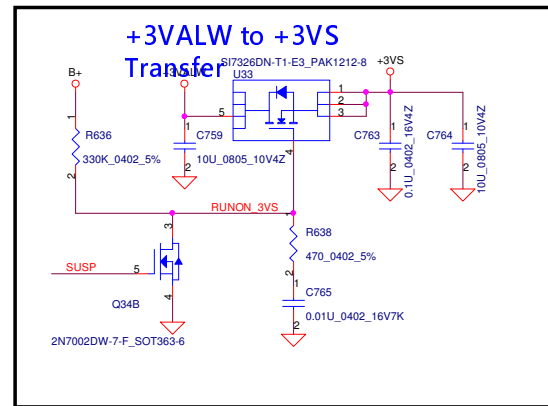 +3VALW to +3VS
Transfer
SI7326DN-T1-E3_PAK1212-8
B+
+3VALW
U33
+3VS
1
2
3
5
4
1
R636
330K_0402_5%
2
1
C759
10U_0805_10V4Z
2
1
C763
0.1U_0402_16V4Z
2
1
C764
10U_0805_10V4Z
2
RUNON_3VS
1
R638
470_0402_5%
2
3
SUSP
5
4
Q34B
2N7002DW-7-F_SOT363-6
1
C765
0.01U_0402_16V7K
2